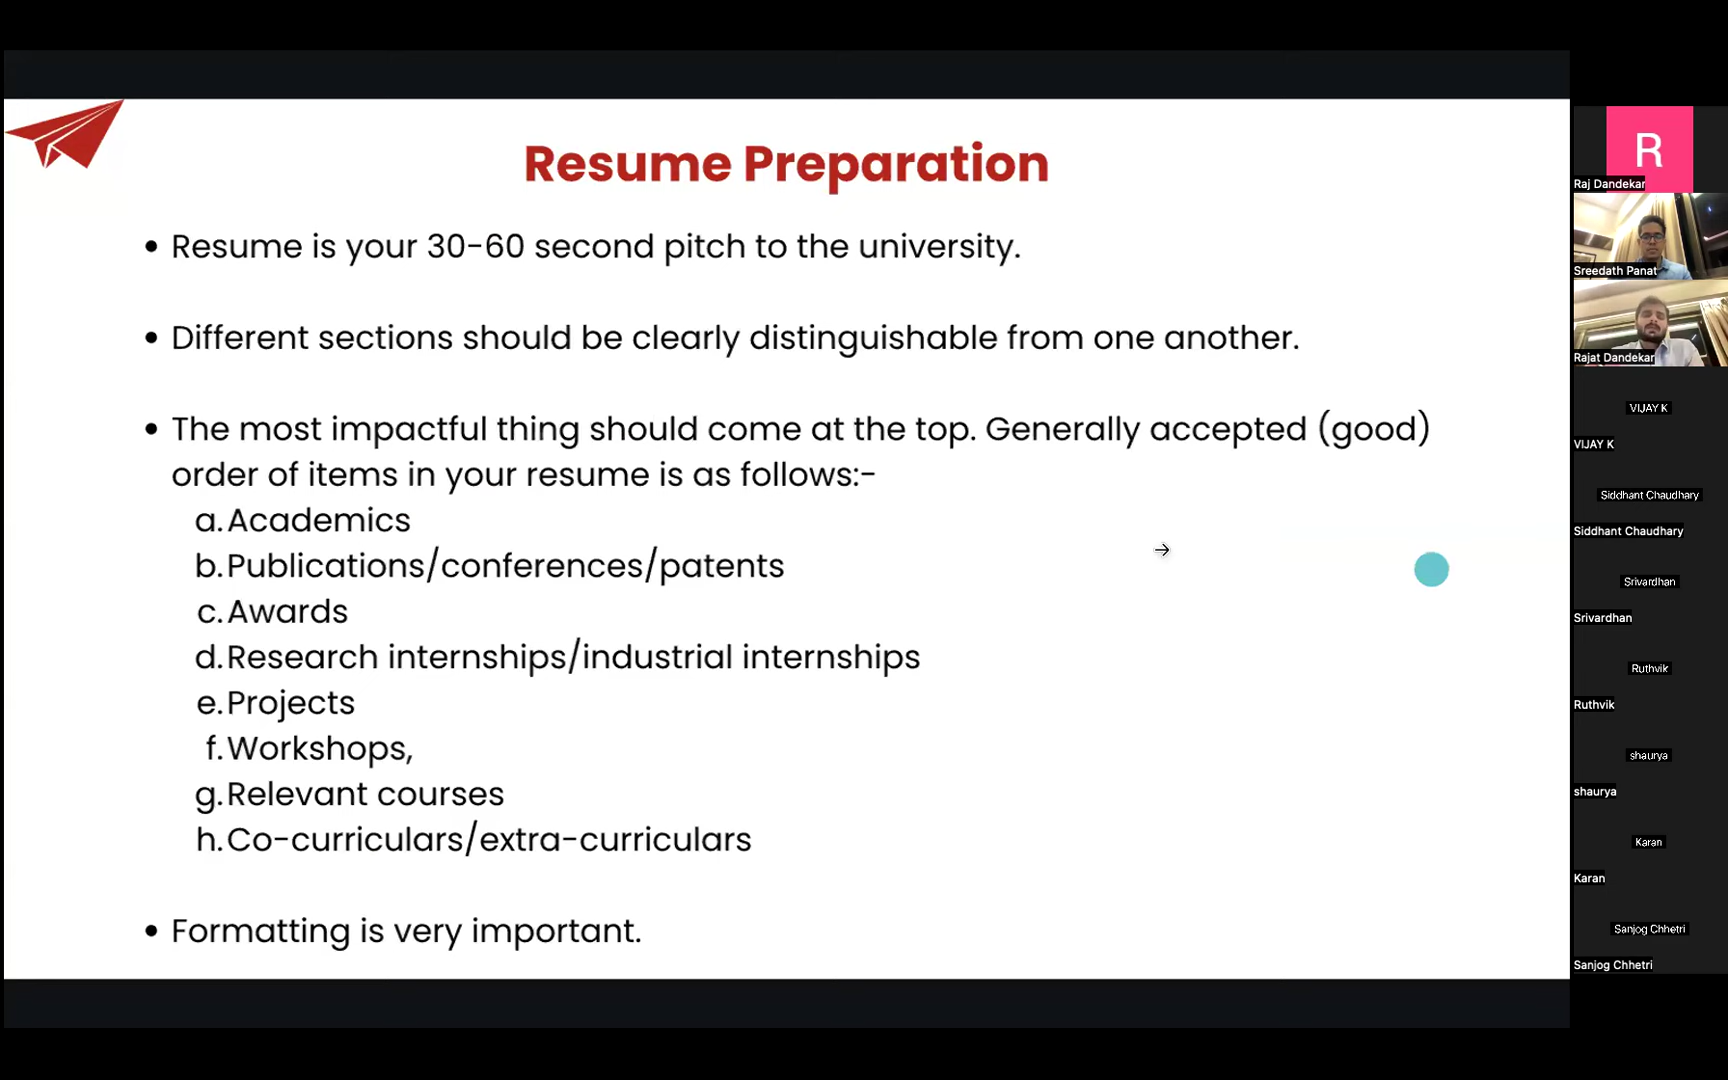 Resume Preparation
• Resume is your 30-60 second pitch to the university.
• Different sections should be clearly distinguishable from one another.
• The most impactful thing should come at the top. Generally accepted (good)
order of items in your resume is as follows:-
a. Academics
b. Publications/conferences/patents
c. Awards
d. Research internships/industrial internships
e. Projects
f. Workshops,
g. Relevant courses
h. Co-curriculars/extra-curriculars
• Formatting is very important.
R
Raj Dandekar
Sreedath Panat
Rajat Dandekar
VIJAY K
VIJAY K
Siddhant Chaudhary
Siddhant Chaudhary
Srivardhan
Srivardhan
Ruthvik
Ruthvik
shaurya
shaurya
Karan
Karan
Sanjog Chhetri
Sanjog Chhetri